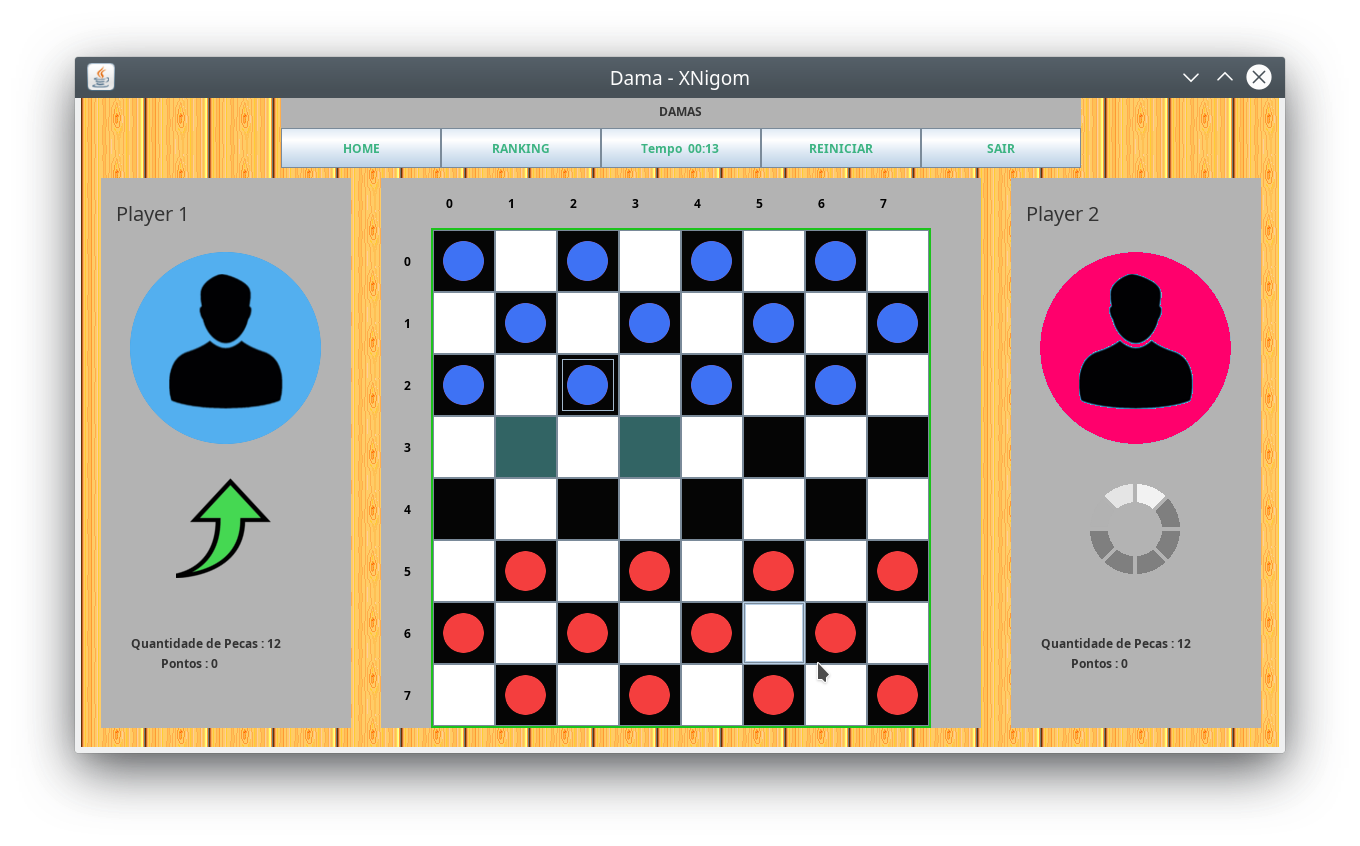 Dama - XNigom
DAMAS
HOME RANKING Tempo 00:13 REINICIAR SAIR
Player 1
Quantidade de Pecas : 12
Pontos : 0
0 1 2 3 4 5 6 7
0
1
2
3
4
5
6
7
Player 2
Quantidade de Pecas : 12
Pontos : 0